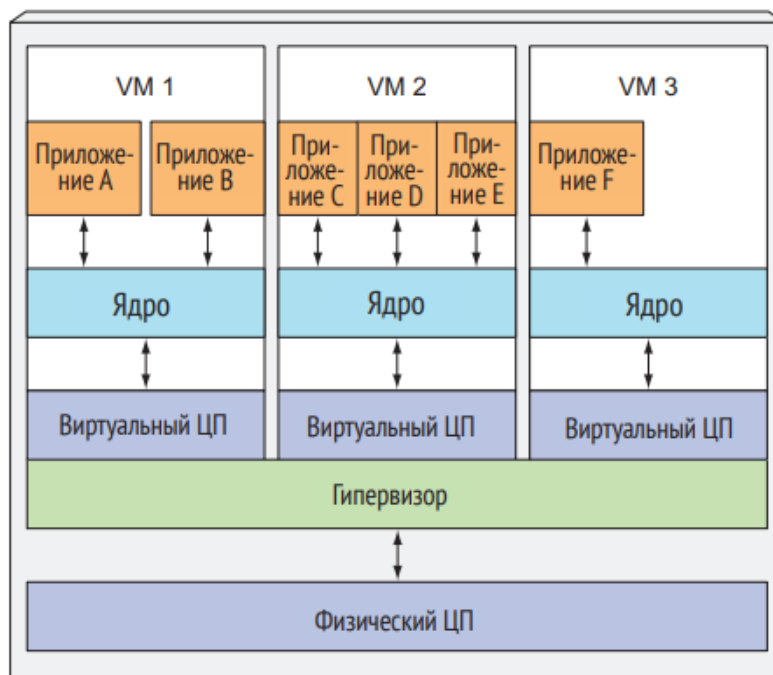 VM 1
VM 2
VM 3
Приложе-
ние A
Приложе-
ние B
При-
ложе-
ние C
При-
ложе-
ние D
При-
ложе-
ние E
Приложе-
ние F
Ядро
Ядро
Ядро
Виртуальный ЦП
Виртуальный ЦП
Виртуальный ЦП
Гипервизор
Физический ЦП